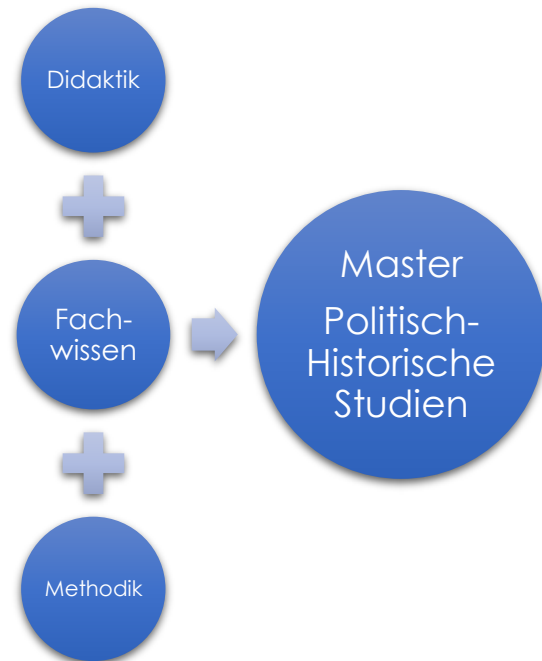 Didaktik
Fach-
wissen
Methodik
Master
Politisch-
Historische
Studien